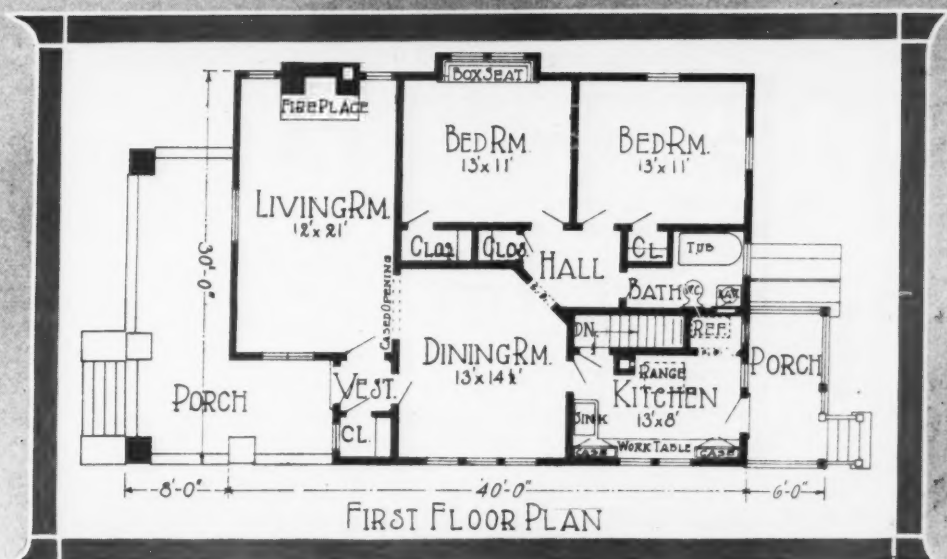 BOX SEAT
FIREPLACE
BED RM.
13' x 11'
BED RM.
13' x 11'
LIVING RM.
12' x 21'
30'-0"
CLOS
CLOS.
CL.
TUB
HALL
BATH
WC
LAV.
CASED OPENING
DINING RM.
13' x 14½'
DN.
REF.
RANGE
KITCHEN
13' x 8'
PORCH
VEST.
PORCH
SINK
CL.
WORK TABLE
CASE
CASE
8'-0"
40'-0"
6'-0"
FIRST FLOOR PLAN